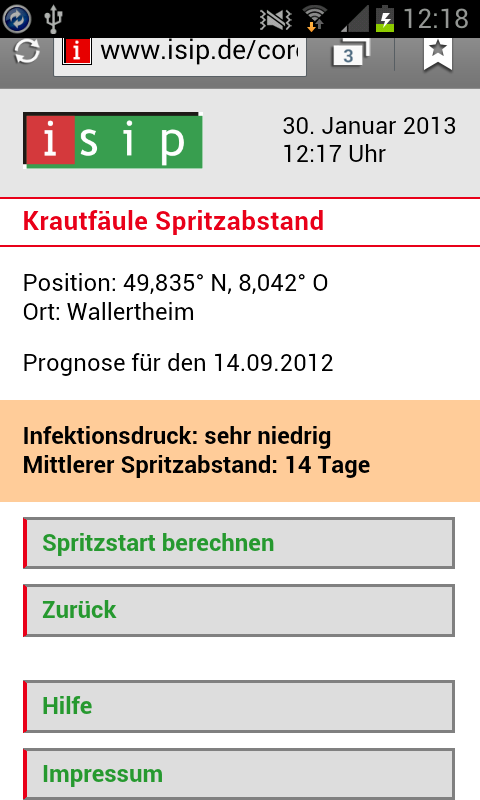 12:18
i www.isip.de/cor
3
isip
30. Januar 2013
12:17 Uhr
Krautfäule Spritzabstand
Position: 49,835° N, 8,042° O
Ort: Wallertheim
Prognose für den 14.09.2012
Infektionsdruck: sehr niedrig
Mittlerer Spritzabstand: 14 Tage
Spritzstart berechnen
Zurück
Hilfe
Impressum